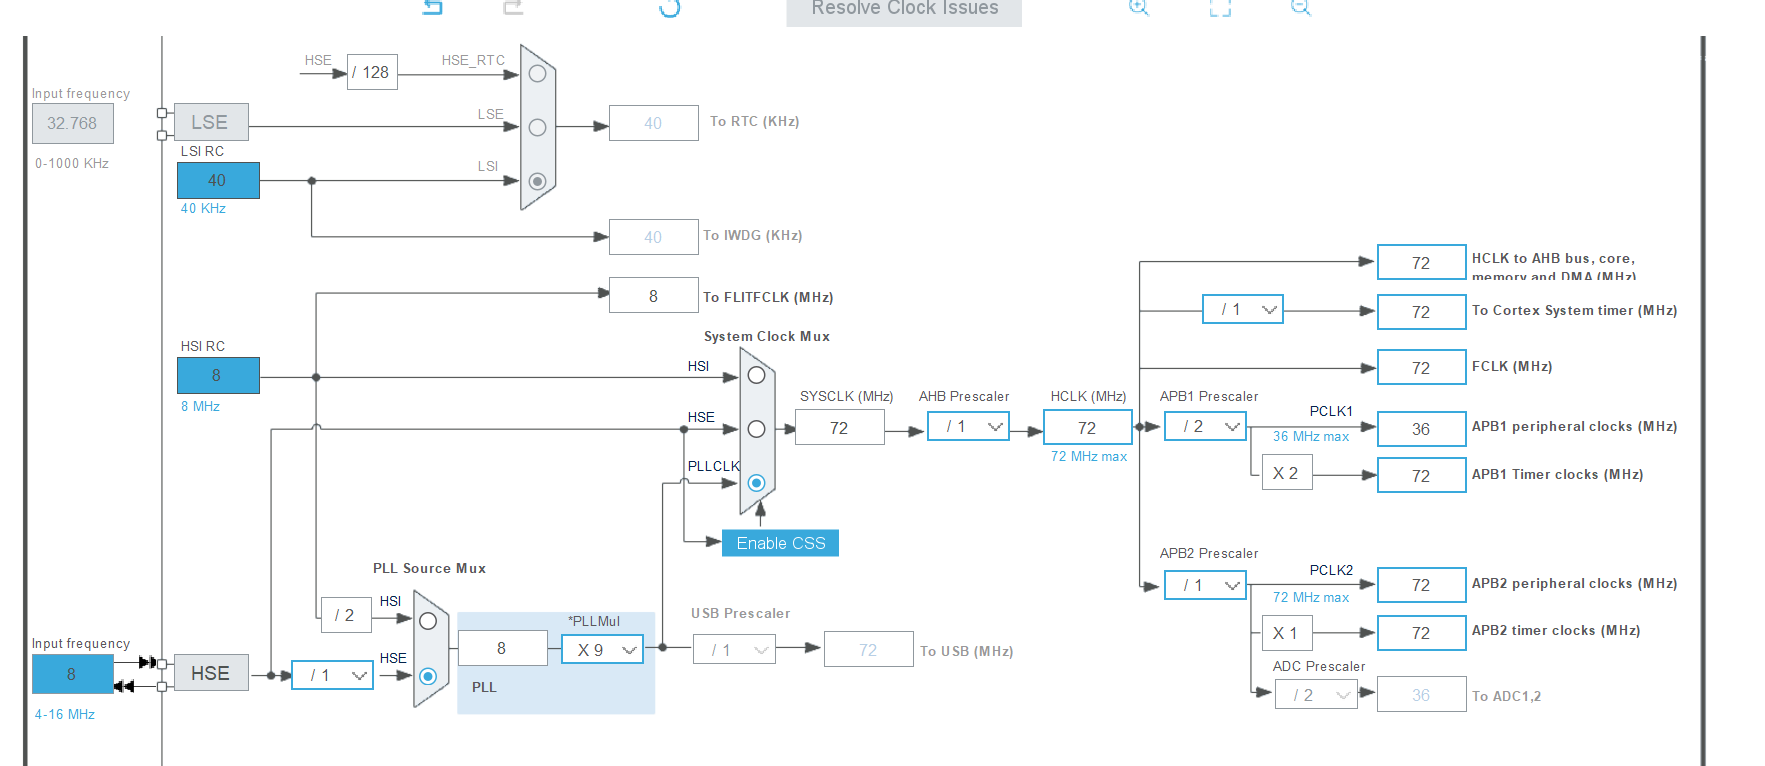 Resolve Clock Issues
HSE
/ 128
HSE_RTC
Input frequency
32.768
0-1000 KHz
LSE
LSE
40
To RTC (KHz)
LSI RC
40
40 KHz
LSI
40
To IWDG (KHz)
8
To FLITFCLK (MHz)
System Clock Mux
HSI RC
8
8 MHz
HSI
HSE
PLLCLK
SYSCLK (MHz)
72
AHB Prescaler
/ 1
HCLK (MHz)
72
72 MHz max
Enable CSS
72
HCLK to AHB bus, core,
memory and DMA (MHz)
/ 1
72
To Cortex System timer (MHz)
72
FCLK (MHz)
APB1 Prescaler
/ 2
PCLK1
36 MHz max
36
APB1 peripheral clocks (MHz)
X 2
72
APB1 Timer clocks (MHz)
APB2 Prescaler
/ 1
PCLK2
72 MHz max
72
APB2 peripheral clocks (MHz)
X 1
72
APB2 timer clocks (MHz)
ADC Prescaler
/ 2
36
To ADC1,2
PLL Source Mux
HSI
/ 2
Input frequency
8
4-16 MHz
HSE
/ 1
HSE
8
*PLLMul
X 9
PLL
USB Prescaler
/ 1
72
To USB (MHz)